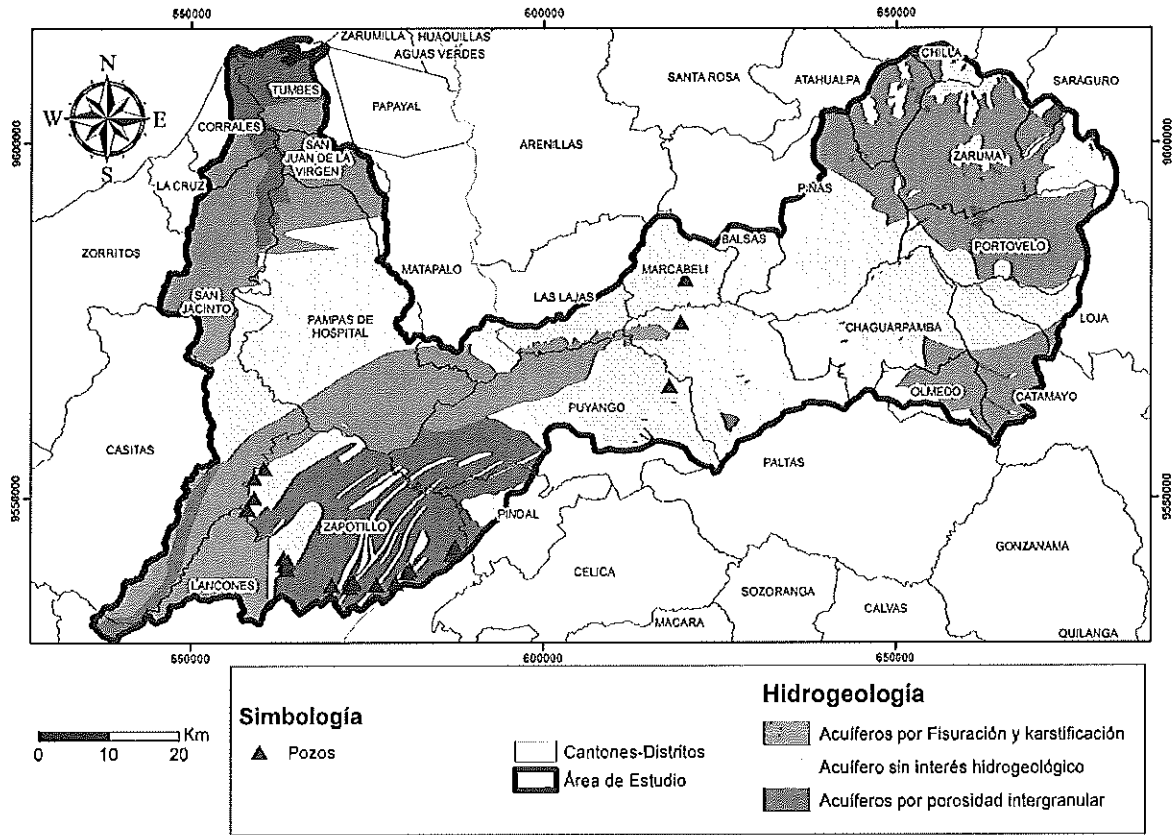 550000 600000 650000
ZARUMILLA HUAQUILLAS
AGUAS VERDES
CHILLA
SANTA ROSA ATAHUALPA SARAGURO
N
W E
S
TUMBES
PAPAYAL
CORRALES
ARENILLAS
9600000 9600000
SAN JUAN DE LA VIRGEN
ZARUMA
LA CRUZ
PIÑAS
ZORRITOS
BALSAS
PORTOVELO
MATAPALO
MARCABELI
SAN JACINTO
LAS LAJAS
PAMPAS DE HOSPITAL
LOJA
CHAGUARPAMBA
OLMEDO
CATAMAYO
PUYANGO
CASITAS
PALTAS
9550000 9550000
PINDAL
ZAPOTILLO
GONZANAMA
CELICA
LANCONES
SOZORANGA
CALVAS
MACARA
QUILANGA
550000 600000 650000
Simbología
Pozos
Cantones-Distritos
Área de Estudio
Hidrogeología
Acuíferos por Fisuración y karstificación
Acuífero sin interés hidrogeológico
Acuíferos por porosidad intergranular
Km
0 10 20